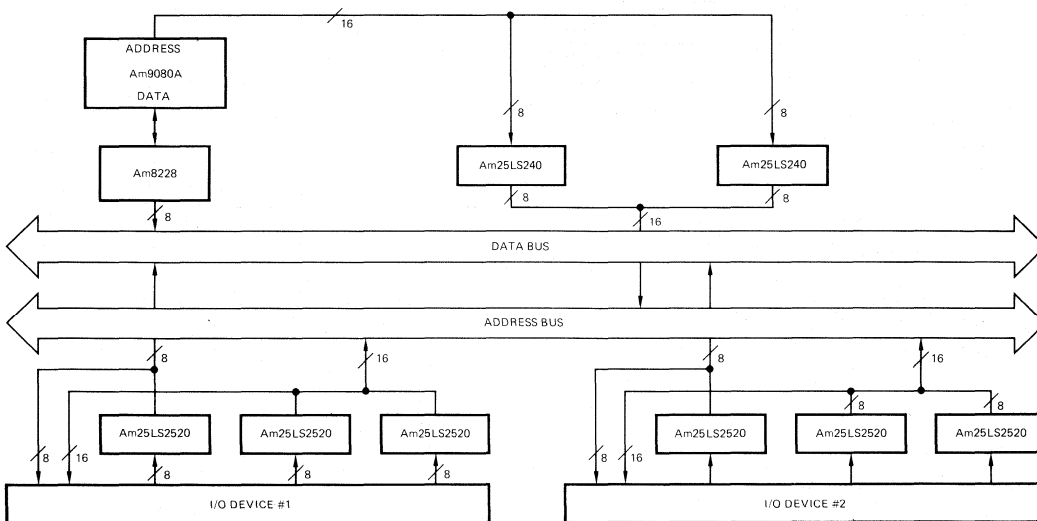 16
ADDRESS
Am9080A
DATA
8
8
Am8228
Am25LS240
Am25LS240
8
8
8
16
DATA BUS
ADDRESS BUS
8
16
8
16
8
8
Am25LS2520
Am25LS2520
Am25LS2520
Am25LS2520
Am25LS2520
Am25LS2520
8
16
8
8
8
8
16
I/O DEVICE #1
I/O DEVICE #2